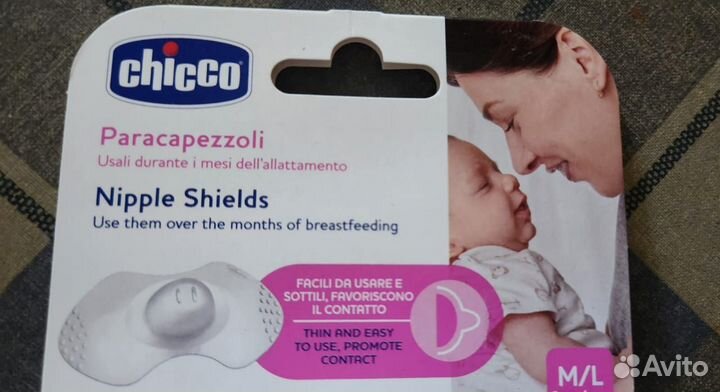 chicco
Paracapezzoli
Usali durante i mesi dell'allattamento
Nipple Shields
Use them over the months of breastfeeding
FACILI DA USARE E
SOTTILI, FAVORISCONO
IL CONTATTO
THIN AND EASY
TO USE, PROMOTE
CONTACT
M/L
Avito